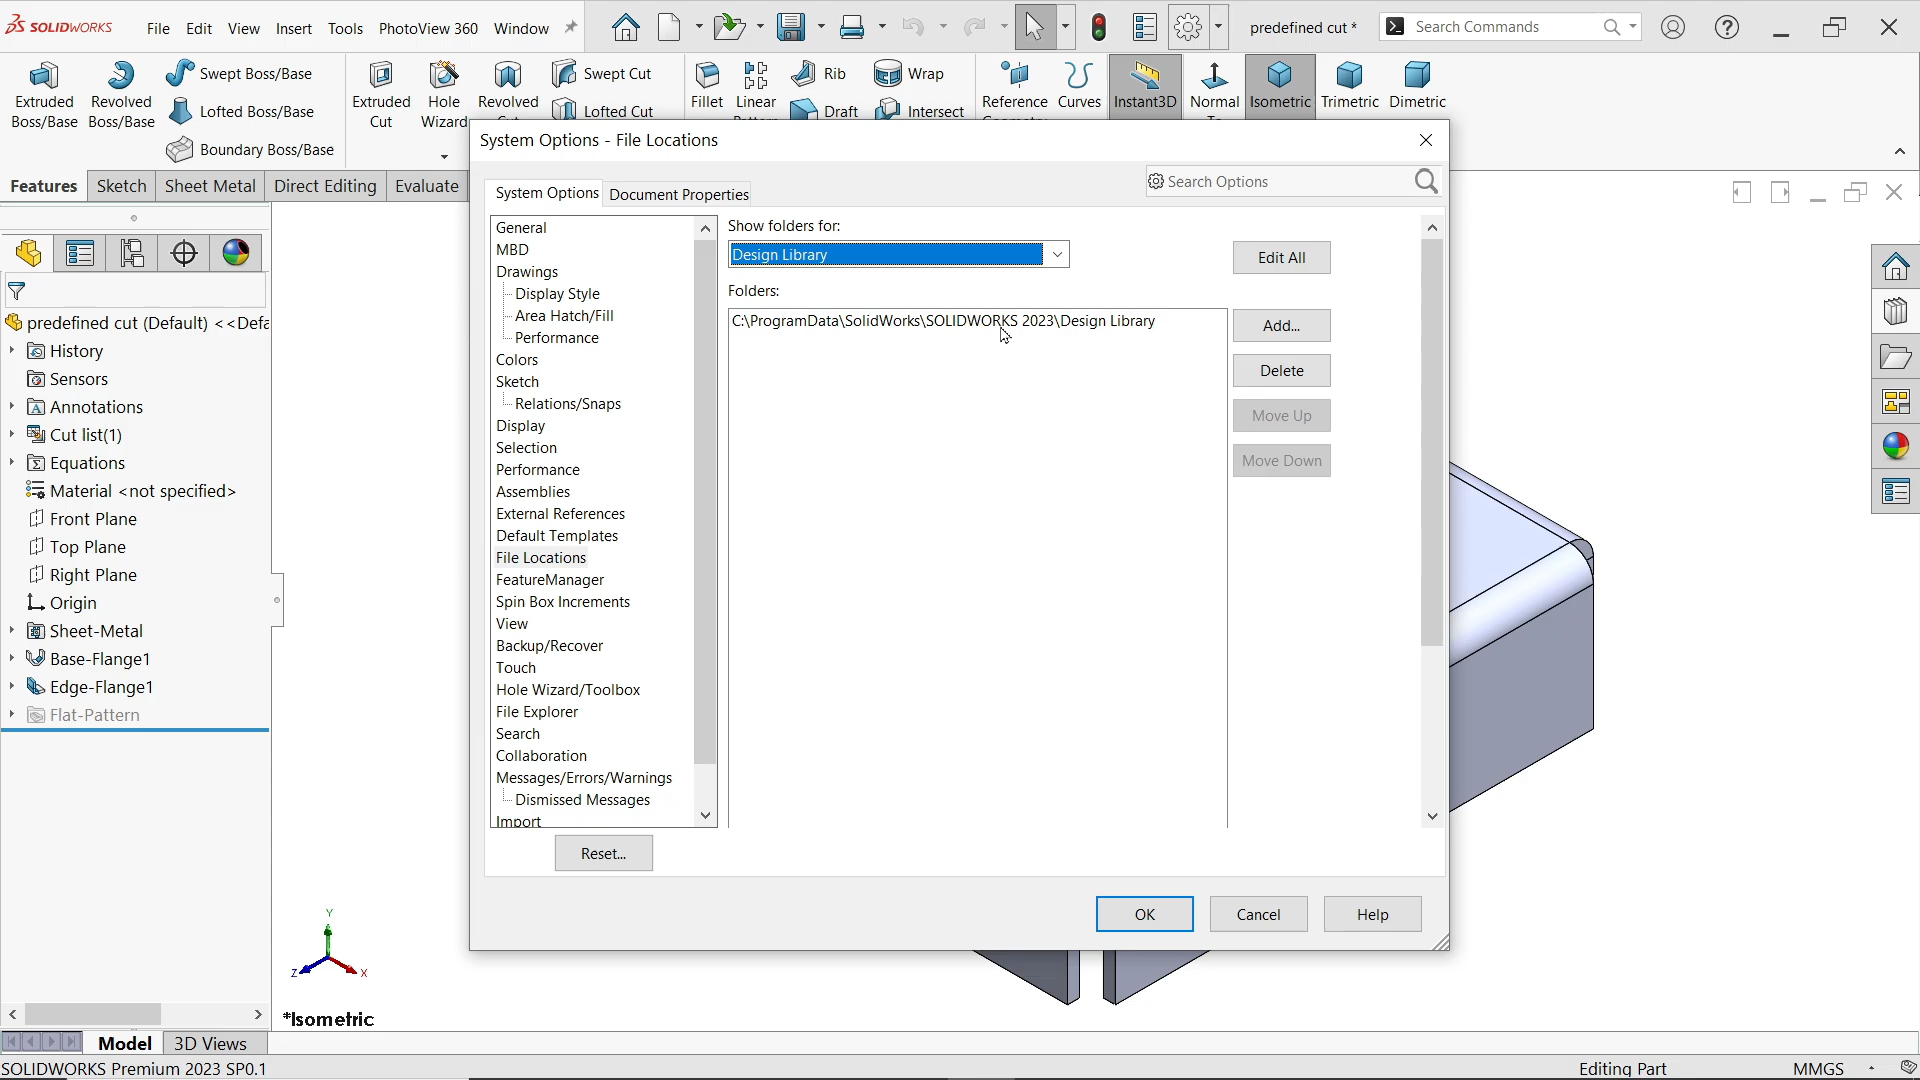 SOLIDWORKS File Edit View Insert Tools PhotoView 360 Window predefined cut * Search Commands
Extruded Boss/Base
Revolved Boss/Base
Swept Boss/Base
Lofted Boss/Base
Boundary Boss/Base
Extruded Cut
Hole Wizard
Revolved
Swept Cut
Lofted Cut
Fillet
Linear
Rib
Draft
Wrap
Intersect
Reference
Curves
Instant3D
Normal
Isometric
Trimetric
Dimetric
Features Sketch Sheet Metal Direct Editing Evaluate
predefined cut (Default) <<Defa
History
Sensors
Annotations
Cut list(1)
Equations
Material <not specified>
Front Plane
Top Plane
Right Plane
Origin
Sheet-Metal
Base-Flange1
Edge-Flange1
Flat-Pattern
System Options - File Locations
System Options Document Properties
Search Options
General
MBD
Drawings
Display Style
Area Hatch/Fill
Performance
Colors
Sketch
Relations/Snaps
Display
Selection
Performance
Assemblies
External References
Default Templates
File Locations
FeatureManager
Spin Box Increments
View
Backup/Recover
Touch
Hole Wizard/Toolbox
File Explorer
Search
Collaboration
Messages/Errors/Warnings
Dismissed Messages
Import
Reset...
Show folders for:
Design Library
Folders:
C:\ProgramData\SolidWorks\SOLIDWORKS 2023\Design Library
Edit All
Add...
Delete
Move Up
Move Down
OK Cancel Help
Y
Z X
*Isometric
Model 3D Views
SOLIDWORKS Premium 2023 SP0.1 Editing Part MMGS